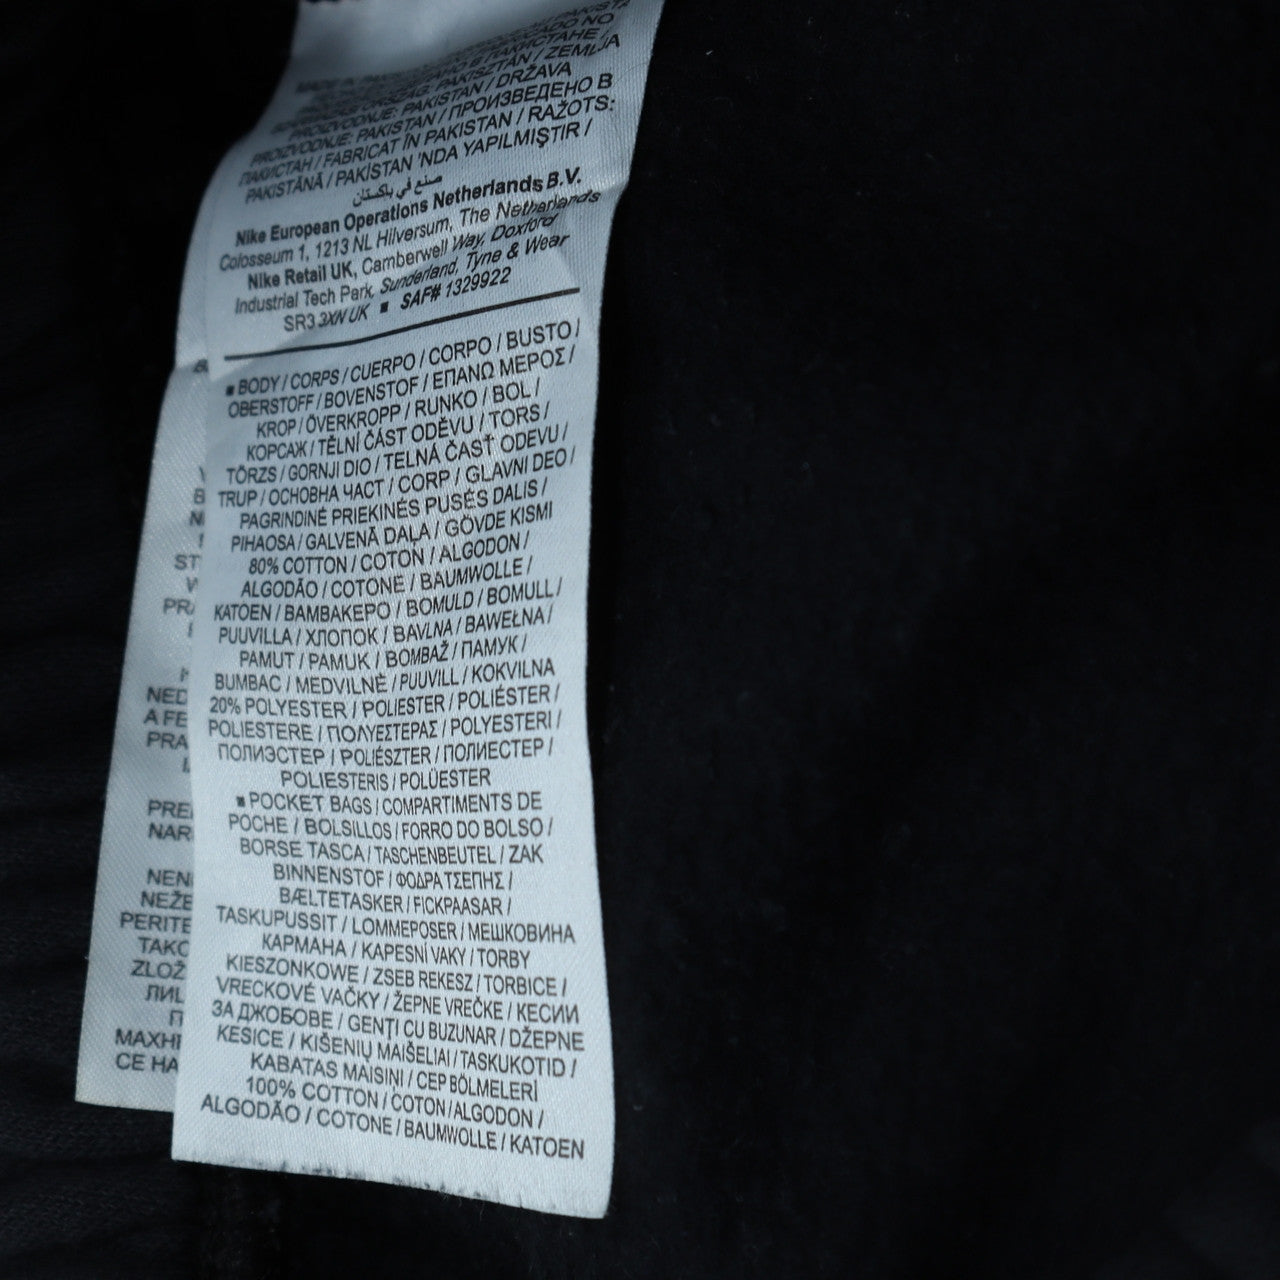 PROIZVODNJE: PAKISTAN / DRŽAVA
PROIZVODNJE: PAKISTAN / ПРОИЗВЕДЕНО В
ПАКИСТАН / FABRICAT ÎN PAKISTAN / RAŽOTS:
PAKISTĀNĀ / PAKİSTAN 'NDA YAPILMIŞTIR /
صنع في باكستان
Nike European Operations Netherlands B.V.
Colosseum 1, 1213 NL Hilversum, The Netherlands
Nike Retail UK, Camberwell Way, Doxford
Industrial Tech Park, Sunderland, Tyne & Wear
SR3 3XN UK ■ SAF# 1329922
■ BODY / CORPS / CUERPO / CORPO / BUSTO /
OBERSTOFF / BOVENSTOF / ΕΠΑΝΩ ΜΕΡΟΣ /
KROP / ÖVERKROPP / RUNKO / BOL /
КОРСАЖ / TĚLNÍ ČÁST ODĚVU / TORS /
TÖRZS / GORNJI DIO / TELNÁ ČASŤ ODEVU /
TRUP / ОСНОВНА ЧАСТ / CORP / GLAVNI DEO /
PAGRINDINĖ PRIEKINĖS PUSĖS DALIS /
PIHAOSA / GALVENĀ DAĻA / GÖVDE KISMI
80% COTTON / COTON / ALGODON /
ALGODÃO / COTONE / BAUMWOLLE /
KATOEN / ΒΑΜΒΑΚΕΡΟ / BOMULD / BOMULL /
PUUVILLA / ХЛОПОК / BAVLNA / BAWEŁNA /
PAMUT / PAMUK / BOMBAŽ / ПАМУК /
BUMBAC / MEDVILNĖ / PUUVILL / KOKVILNA
20% POLYESTER / POLIESTER / POLIÉSTER /
POLIESTERE / ΠΟΛΥΕΣΤΕΡΑΣ / POLYESTERI /
ПОЛИЭСТЕР / POLIÉSZTER / ПОЛИЕСТЕР /
POLIESTERIS / POLÜESTER
■ POCKET BAGS / COMPARTIMENTS DE
POCHE / BOLSILLOS / FORRO DO BOLSO /
BORSE TASCA / TASCHENBEUTEL / ZAK
BINNENSTOF / ΦΟΔΡΑ ΤΣΕΠΗΣ /
BÆLTETASKER / FICKPAASAR /
TASKUPUSSIT / LOMMEPOSER / МЕШКОВИНА
КАРМАНА / KAPESNÍ VAKY / TORBY
KIESZONKOWE / ZSEB REKESZ / TORBICE /
VRECKOVÉ VAČKY / ŽEPNE VREČKE / КЕСИИ
ЗА ДЖОБОВЕ / GENŢI CU BUZUNAR / DŽEPNE
KESICE / KIŠENIŲ MAIŠELIAI / TASKUKOTID /
KABATAS MAISIŅI / CEP BÖLMELERİ
100% COTTON / COTON / ALGODON /
ALGODÃO / COTONE / BAUMWOLLE / KATOEN